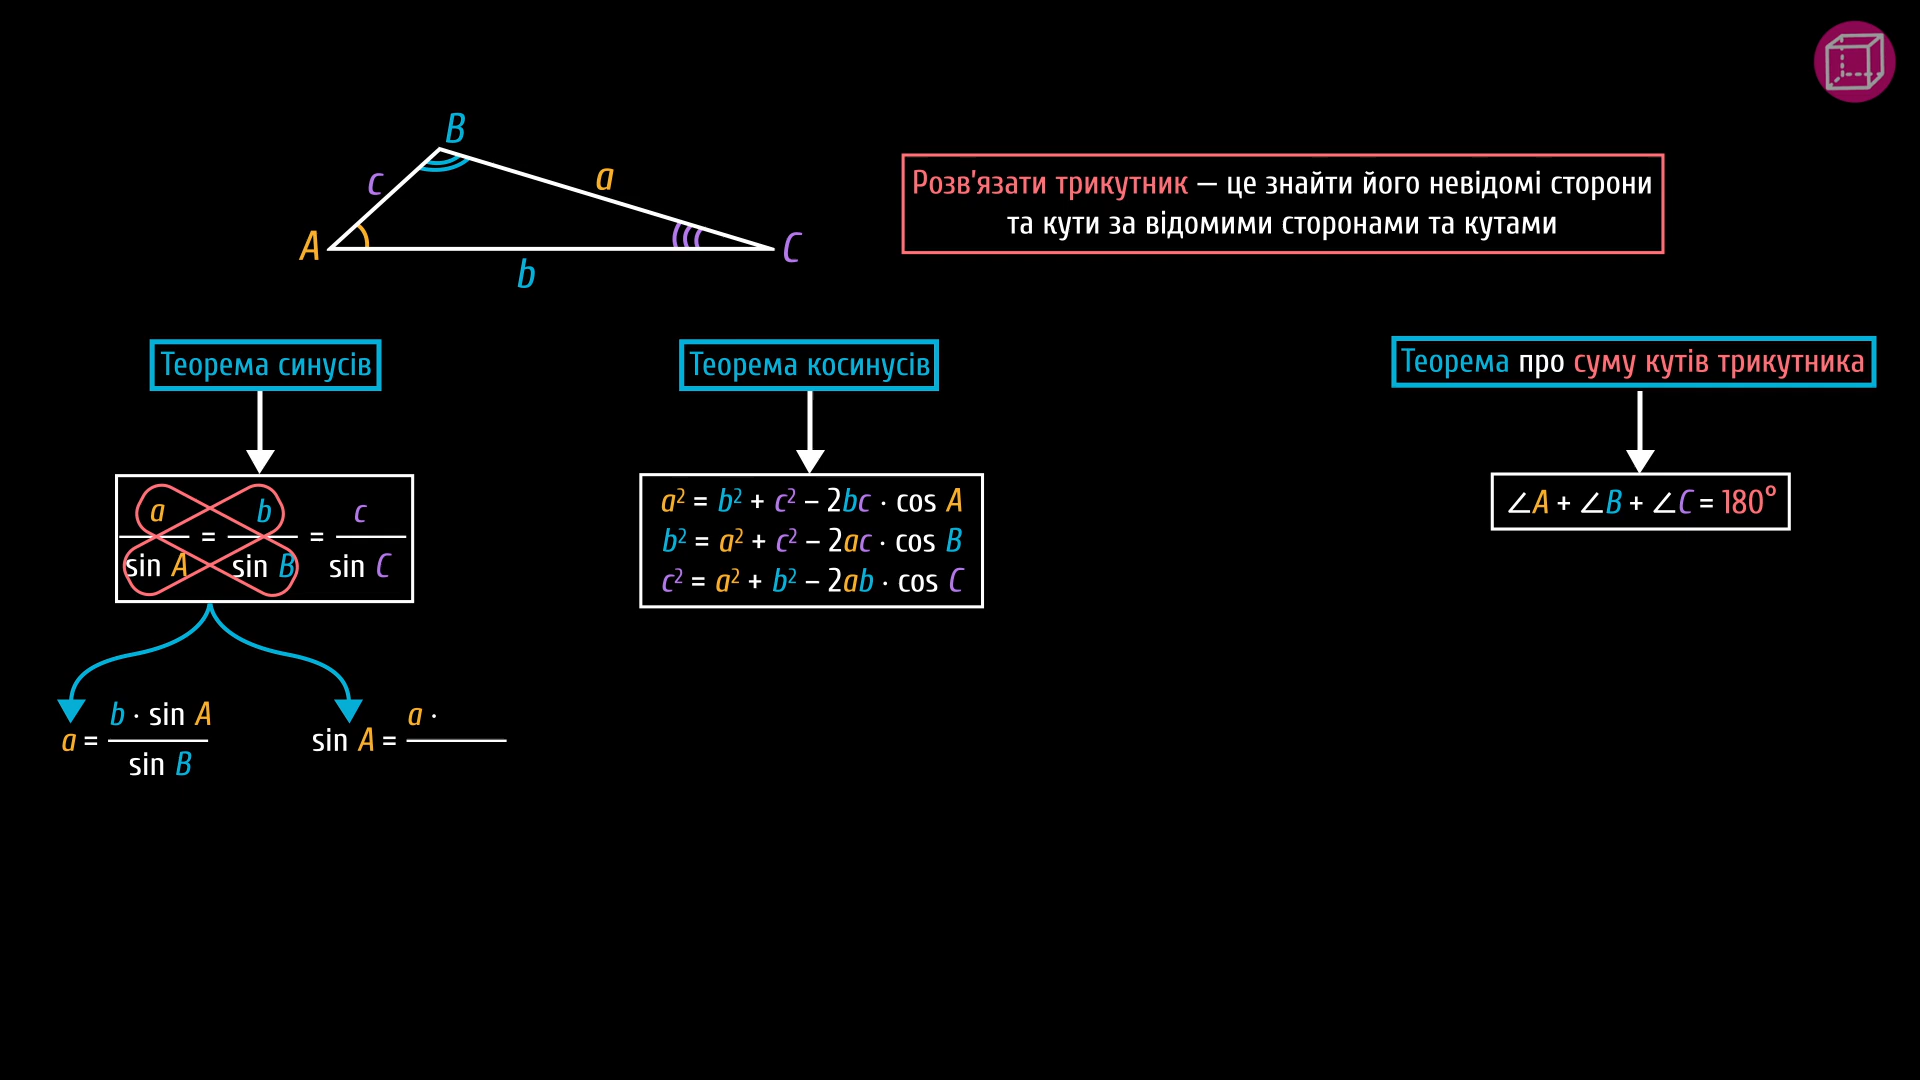 B
c
a
A
C
b
Розв'язати трикутник — це знайти його невідомі сторони
та кути за відомими сторонами та кутами
Теорема синусів
Теорема косинусів
Теорема про суму кутів трикутника
a / sin A = b / sin B = c / sin C
a² = b² + c² – 2bc · cos A
b² = a² + c² – 2ac · cos B
c² = a² + b² – 2ab · cos C
∠A + ∠B + ∠C = 180°
a = b · sin A / sin B
sin A = a ·